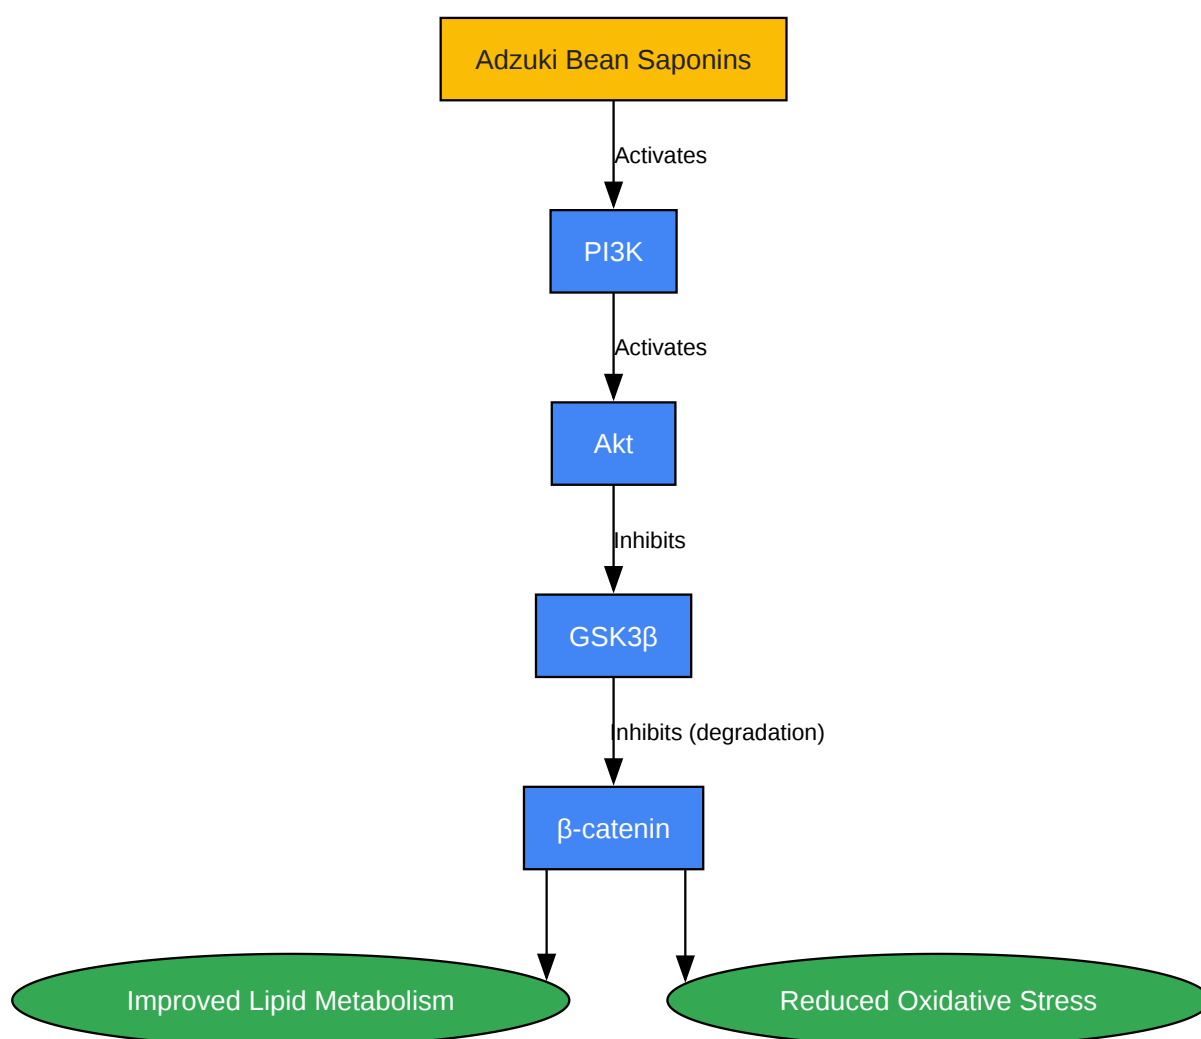 Adzuki Bean Saponins
Activates
PI3K
Activates
Akt
Inhibits
GSK3β
Inhibits (degradation)
β-catenin
Improved Lipid Metabolism
Reduced Oxidative Stress